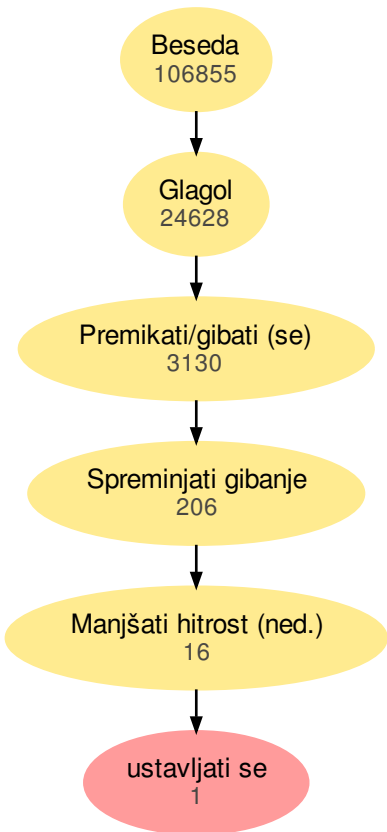 Beseda
106855
Glagol
24628
Premikati/gibati (se)
3130
Spreminjati gibanje
206
Manjšati hitrost (ned.)
16
ustavljati se
1